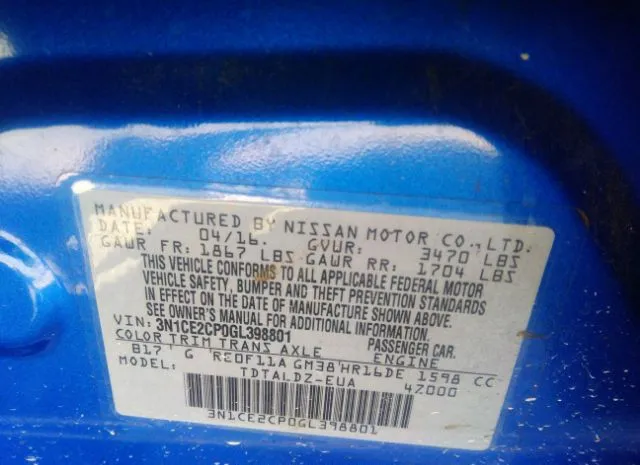 MANUFACTURED BY NISSAN MOTOR CO.,LTD.
DATE: 04/16. GVWR: 3470 LBS
GAWR FR: 1867 LBS GAWR RR: 1704 LBS
THIS VEHICLE CONFORMS TO ALL APPLICABLE FEDERAL MOTOR
VEHICLE SAFETY, BUMPER AND THEFT PREVENTION STANDARDS
IN EFFECT ON THE DATE OF MANUFACTURE SHOWN ABOVE.
SEE OWNER'S MANUAL FOR ADDITIONAL INFORMATION.
VIN: 3N1CE2CP0GL398801 PASSENGER CAR.
COLOR TRIM TRANS AXLE ENGINE
B17 G RE0F11A GM38 HR16DE 1598 CC
MODEL: TDTALDZ-EUA 4Z000
3N1CE2CP0GL398801